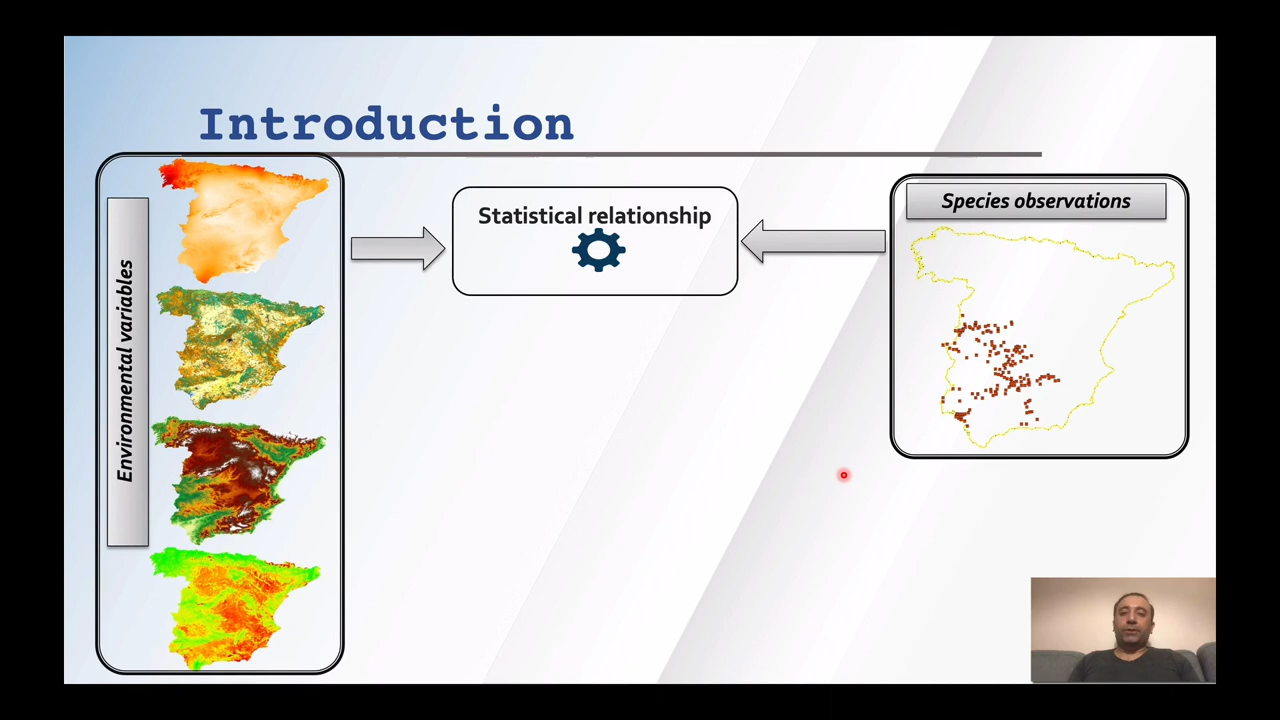 Introduction
Environmental variables
Statistical relationship
Species observations